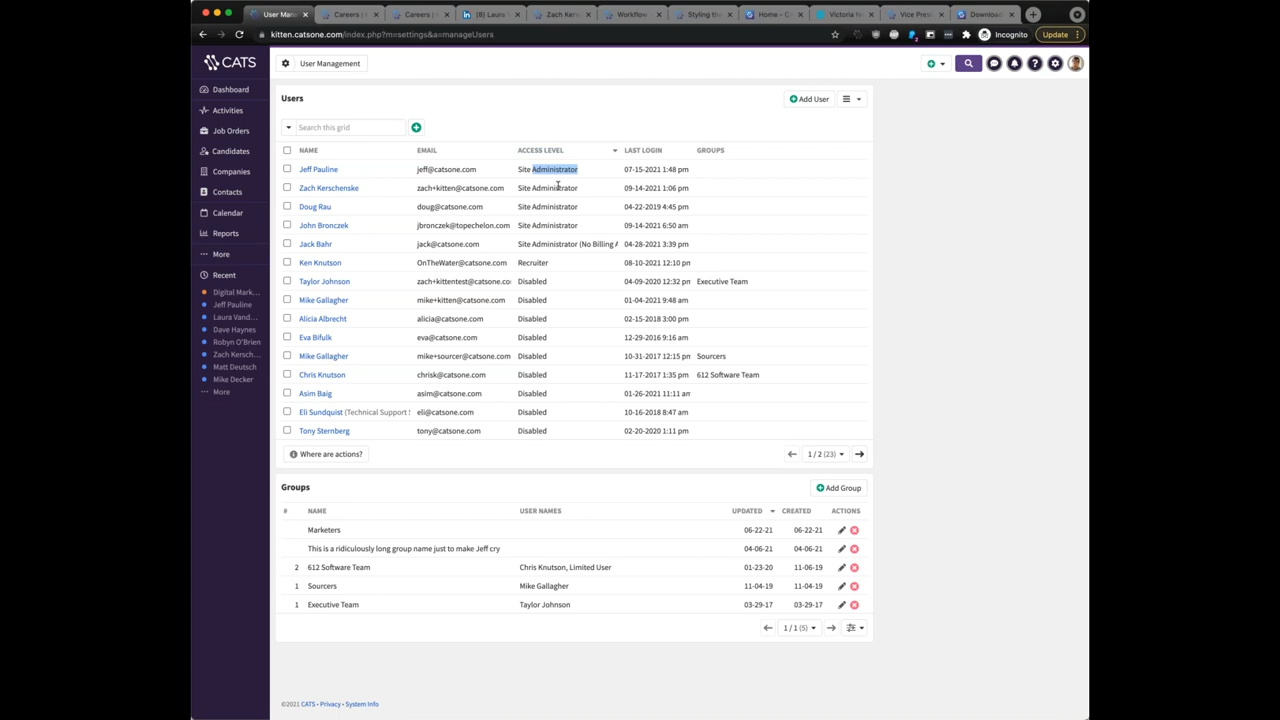 User Mana
Careers |
Careers |
(8) Laura V
Zach Kers
Workflow
Styling the
Home – C
Victoria N
Vice Presi
Download
kitten.catsone.com/index.php?m=settings&a=manageUsers
Incognito
Update
CATS
User Management
Dashboard
Activities
Job Orders
Candidates
Companies
Contacts
Calendar
Reports
More
Recent
Digital Mark...
Jeff Pauline
Laura Vand...
Dave Haynes
Robyn O'Brien
Zach Kersch...
Matt Deutsch
Mike Decker
More
Users
Add User
Search this grid
NAME EMAIL ACCESS LEVEL LAST LOGIN GROUPS
Jeff Pauline jeff@catsone.com Site Administrator 07-15-2021 1:48 pm
Zach Kerschenske zach+kitten@catsone.com Site Administrator 09-14-2021 1:06 pm
Doug Rau doug@catsone.com Site Administrator 04-22-2019 4:45 pm
John Bronczek jbronczek@topechelon.com Site Administrator 09-14-2021 6:50 am
Jack Bahr jack@catsone.com Site Administrator (No Billing A 04-28-2021 3:39 pm
Ken Knutson OnTheWater@catsone.com Recruiter 08-10-2021 12:10 pm
Taylor Johnson zach+kittentest@catsone.co Disabled 04-09-2020 12:32 pm Executive Team
Mike Gallagher mike+kitten@catsone.com Disabled 01-04-2021 9:48 am
Alicia Albrecht alicia@catsone.com Disabled 02-15-2018 3:00 pm
Eva Bifulk eva@catsone.com Disabled 12-29-2016 9:16 am
Mike Gallagher mike+sourcer@catsone.com Disabled 10-31-2017 12:15 pm Sourcers
Chris Knutson chrisk@catsone.com Disabled 11-17-2017 1:35 pm 612 Software Team
Asim Baig asim@catsone.com Disabled 01-26-2021 11:11 am
Eli Sundquist (Technical Support S eli@catsone.com Disabled 10-16-2018 8:47 am
Tony Sternberg tony@catsone.com Disabled 02-20-2020 1:11 pm
Where are actions?
1 / 2 (23)
Groups
Add Group
# NAME USER NAMES UPDATED CREATED ACTIONS
Marketers 06-22-21 06-22-21
This is a ridiculously long group name just to make Jeff cry 04-06-21 04-06-21
2 612 Software Team Chris Knutson, Limited User 01-23-20 11-06-19
1 Sourcers Mike Gallagher 11-04-19 11-04-19
1 Executive Team Taylor Johnson 03-29-17 03-29-17
1 / 1 (5)
©2021 CATS • Privacy • System Info